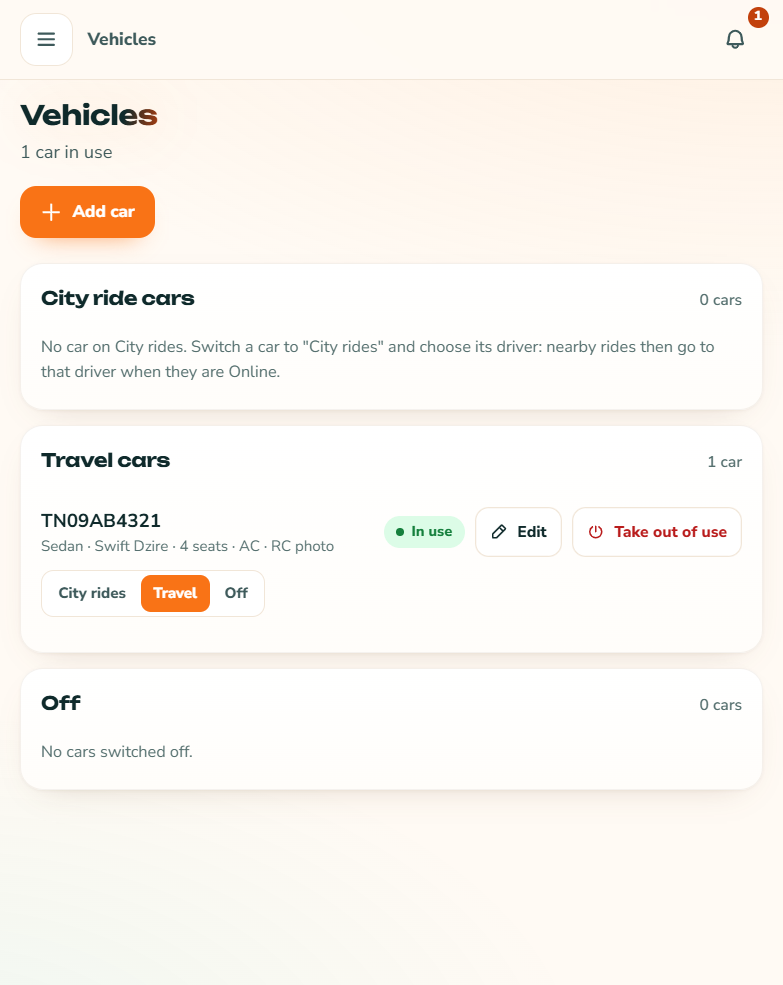 Vehicles
1
Vehicles
1 car in use
Add car
City ride cars
0 cars
No car on City rides. Switch a car to "City rides" and choose its driver: nearby rides then go to
that driver when they are Online.
Travel cars
1 car
TN09AB4321
Sedan · Swift Dzire · 4 seats · AC · RC photo
In use
Edit
Take out of use
City rides
Travel
Off
Off
0 cars
No cars switched off.